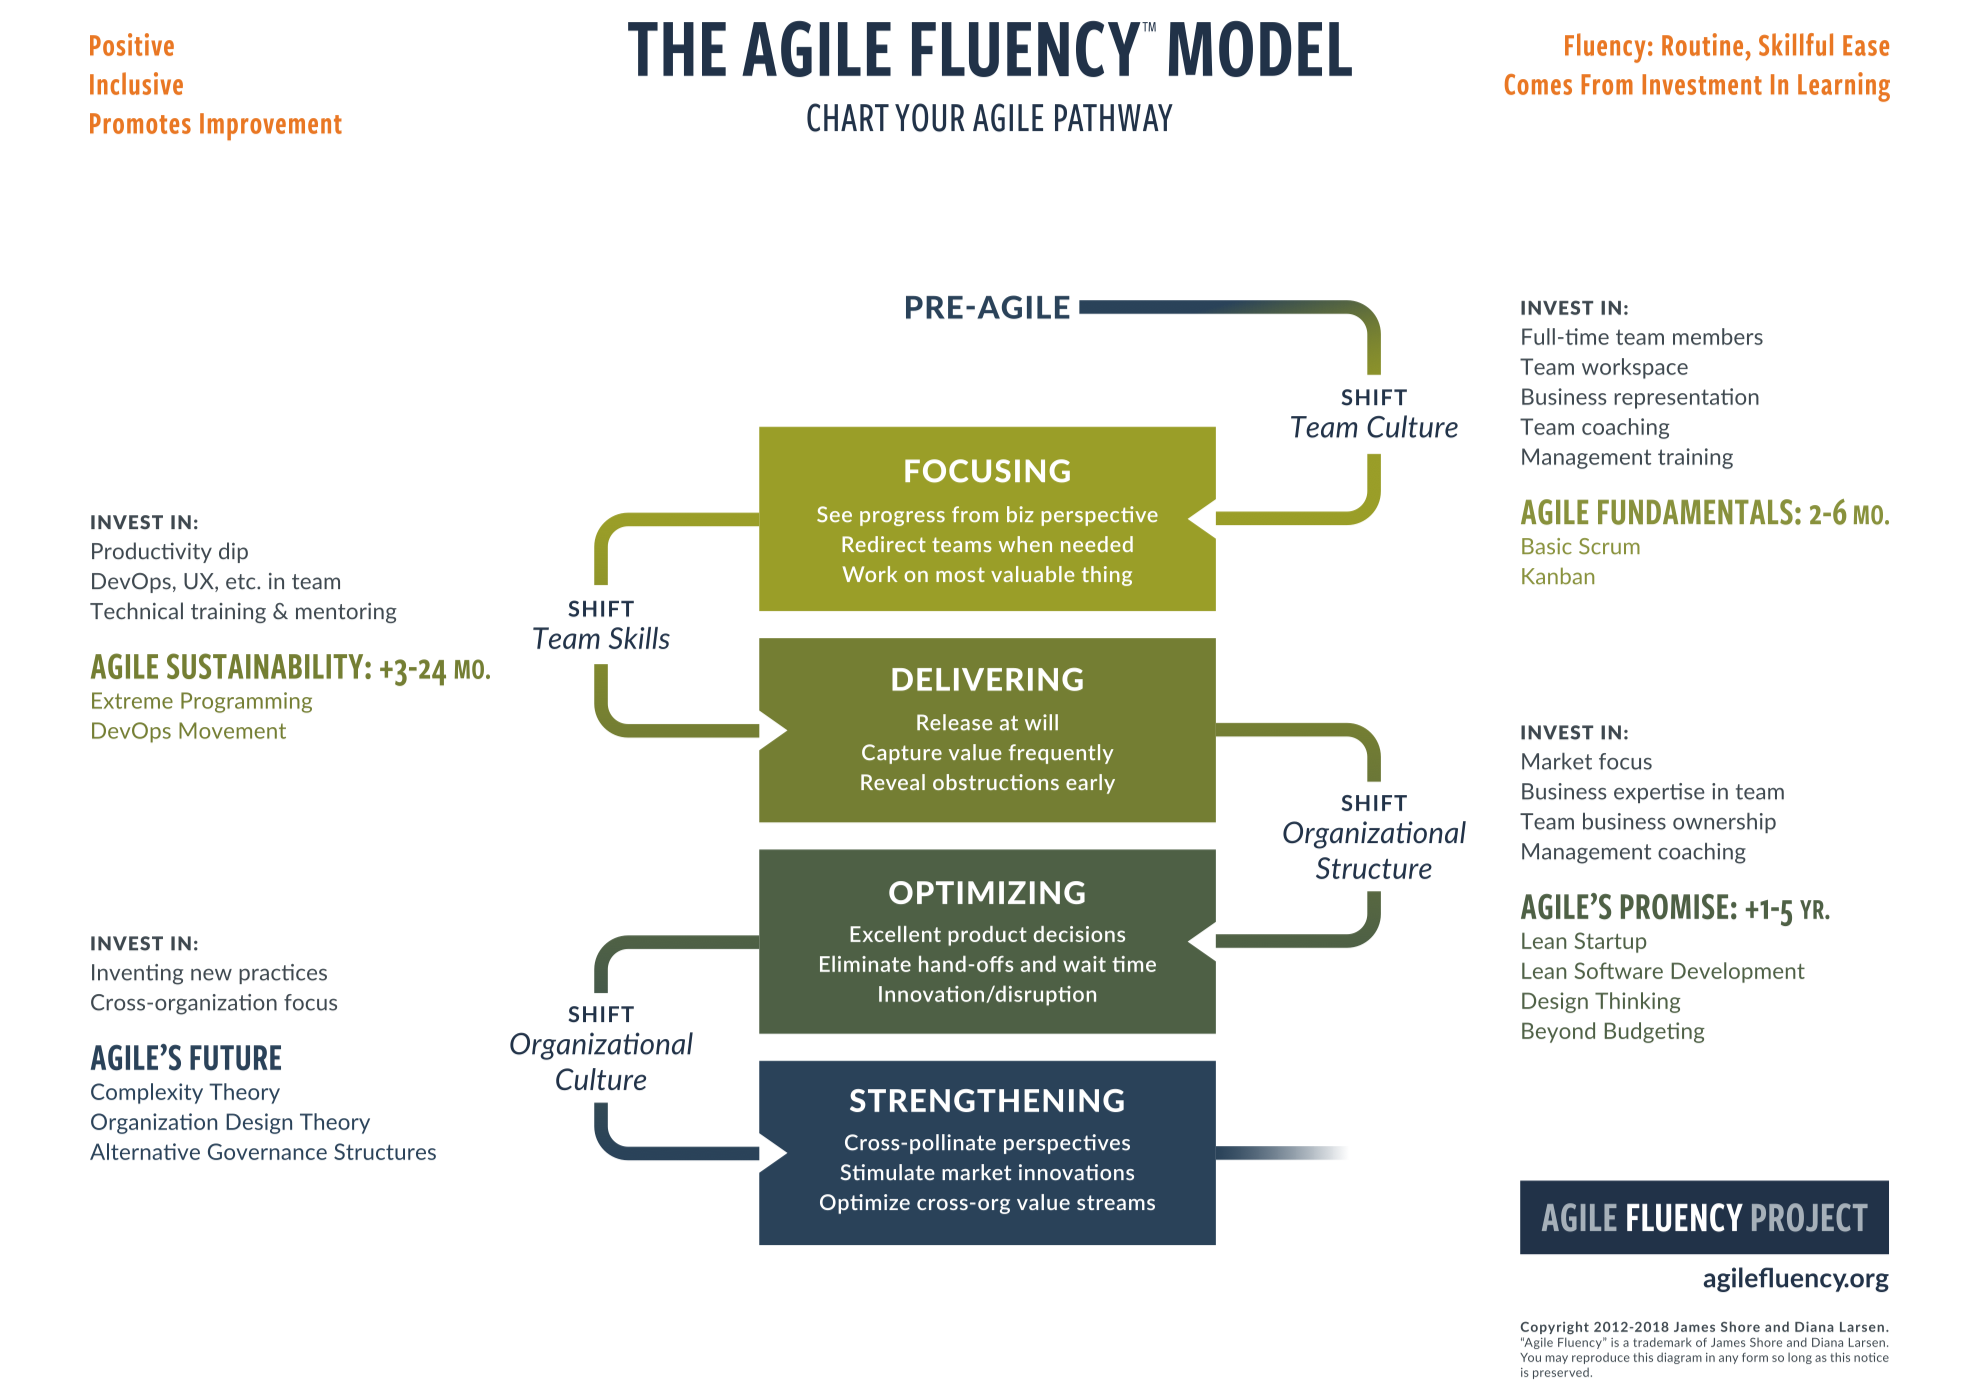 Positive
Inclusive
Promotes Improvement
THE AGILE FLUENCY™ MODEL
CHART YOUR AGILE PATHWAY
Fluency: Routine, Skillful Ease
Comes From Investment In Learning
PRE-AGILE
SHIFT
Team Culture
INVEST IN:
Full-time team members
Team workspace
Business representation
Team coaching
Management training
AGILE FUNDAMENTALS: 2-6 MO.
Basic Scrum
Kanban
FOCUSING
See progress from biz perspective
Redirect teams when needed
Work on most valuable thing
SHIFT
Team Skills
INVEST IN:
Productivity dip
DevOps, UX, etc. in team
Technical training & mentoring
AGILE SUSTAINABILITY: +3-24 MO.
Extreme Programming
DevOps Movement
DELIVERING
Release at will
Capture value frequently
Reveal obstructions early
SHIFT
Organizational
Structure
INVEST IN:
Market focus
Business expertise in team
Team business ownership
Management coaching
AGILE’S PROMISE: +1-5 YR.
Lean Startup
Lean Software Development
Design Thinking
Beyond Budgeting
OPTIMIZING
Excellent product decisions
Eliminate hand-offs and wait time
Innovation/disruption
SHIFT
Organizational
Culture
INVEST IN:
Inventing new practices
Cross-organization focus
AGILE’S FUTURE
Complexity Theory
Organization Design Theory
Alternative Governance Structures
STRENGTHENING
Cross-pollinate perspectives
Stimulate market innovations
Optimize cross-org value streams
AGILE FLUENCY PROJECT
agilefluency.org
Copyright 2012-2018 James Shore and Diana Larsen.
“Agile Fluency” is a trademark of James Shore and Diana Larsen.
You may reproduce this diagram in any form so long as this notice
is preserved.